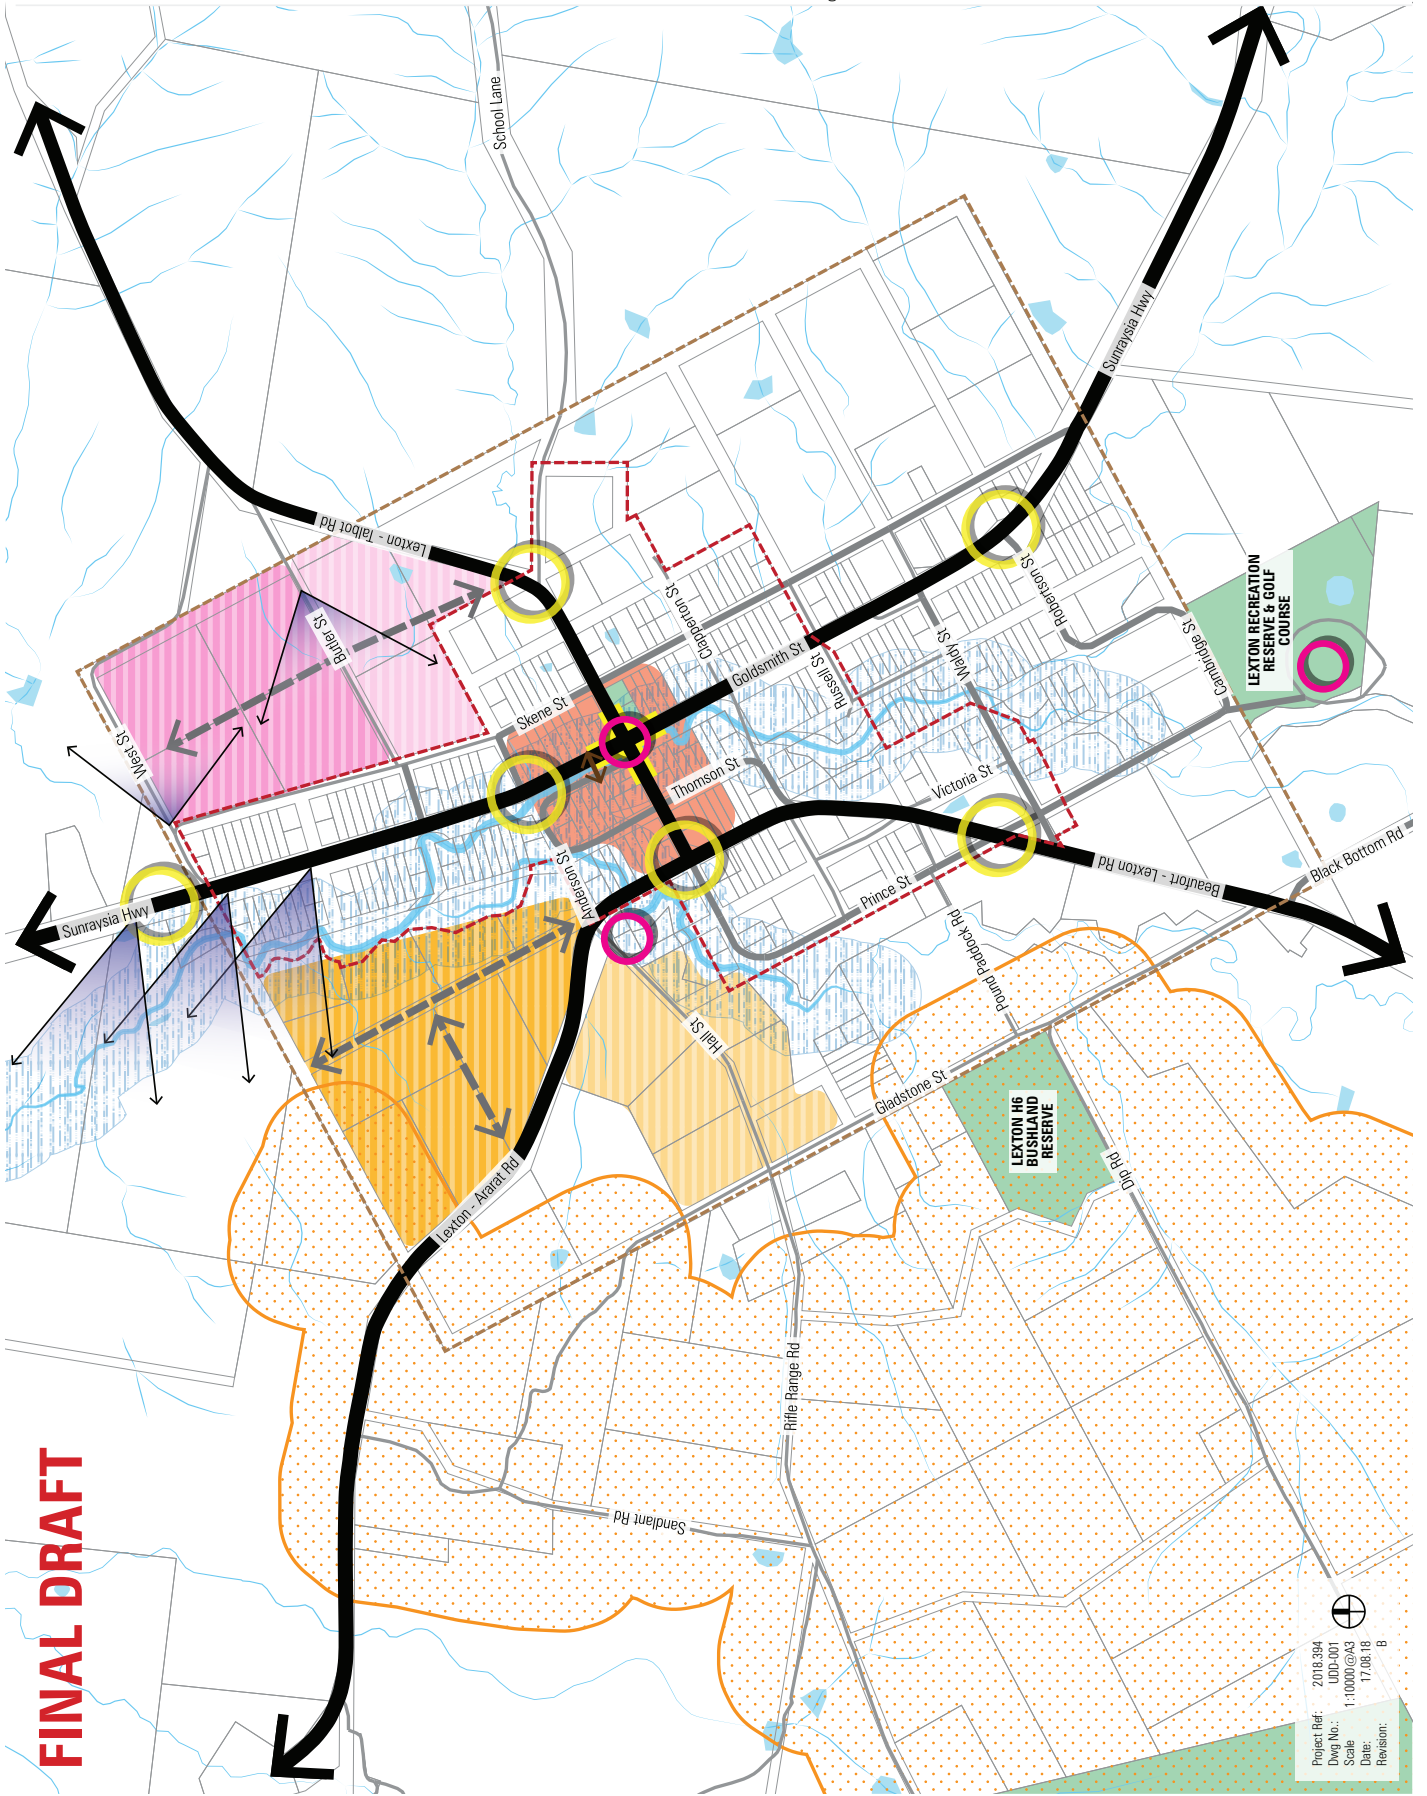 School Lane
Sunraysia Hwy
Lexton - Talbot Rd
Butler St
West St
Skene St
Clapperton St
Goldsmith St
Russell St
Waldy St
Robertson St
Cambridge St
LEXTON RECREATION
RESERVE & GOLF
COURSE
Thomson St
Victoria St
Anderson St
Prince St
Sunraysia Hwy
Beaufort - Lexton Rd
Black Bottom Rd
Pound Paddock Rd
Hall St
Gladstone St
LEXTON H6
BUSHLAND
RESERVE
Dip Rd
Lexton - Ararat Rd
Rifle Range Rd
Sandlant Rd
FINAL DRAFT
Project Ref: 2018.394
Dwg No.: UDD-001
Scale 1:10000@A3
Date: 17.08.18
Revision: B